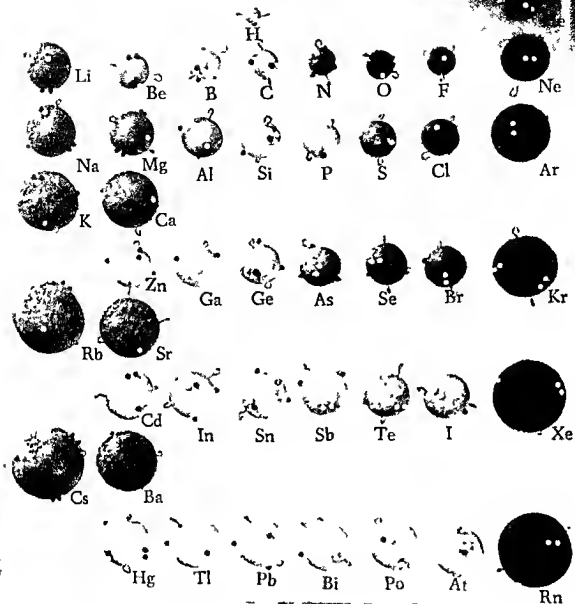 H
Li Be B C N O F Ne
Na Mg Al Si P S Cl Ar
K Ca
Zn Ga Ge As Se Br Kr
Rb Sr
Cd In Sn Sb Te I Xe
Cs Ba
Hg Tl Pb Bi Po At Rn